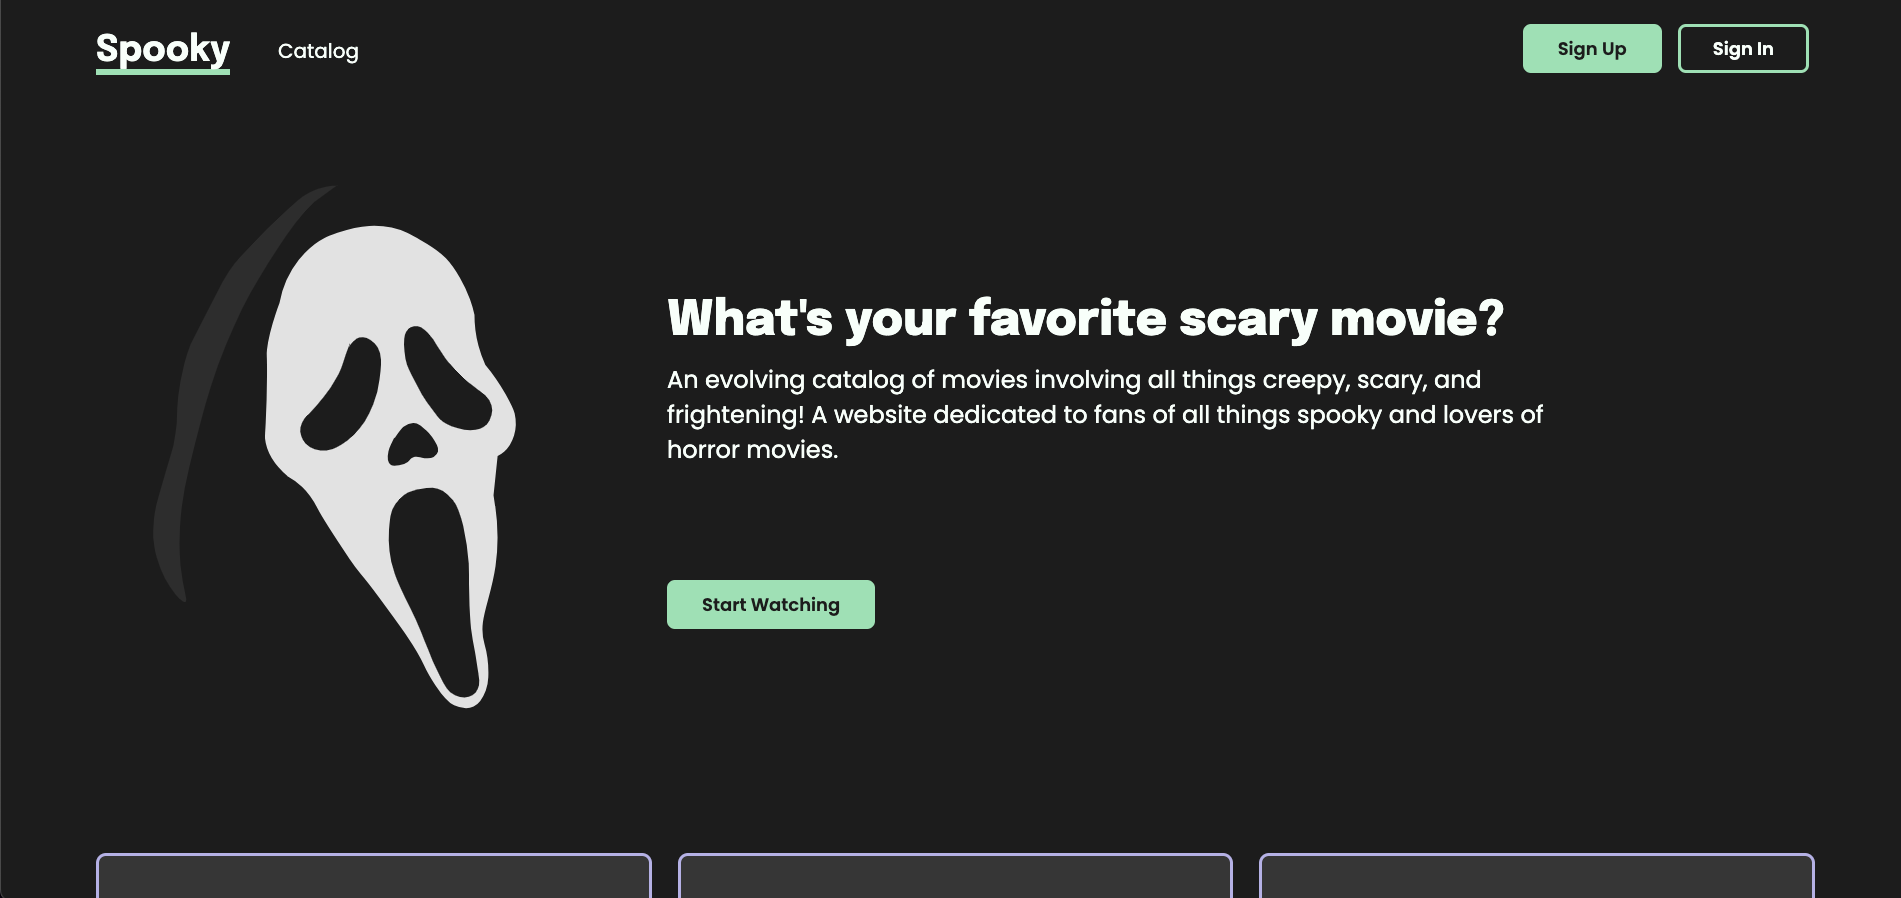 Spooky
Catalog
Sign Up
Sign In
What's your favorite scary movie?
An evolving catalog of movies involving all things creepy, scary, and
frightening! A website dedicated to fans of all things spooky and lovers of
horror movies.
Start Watching